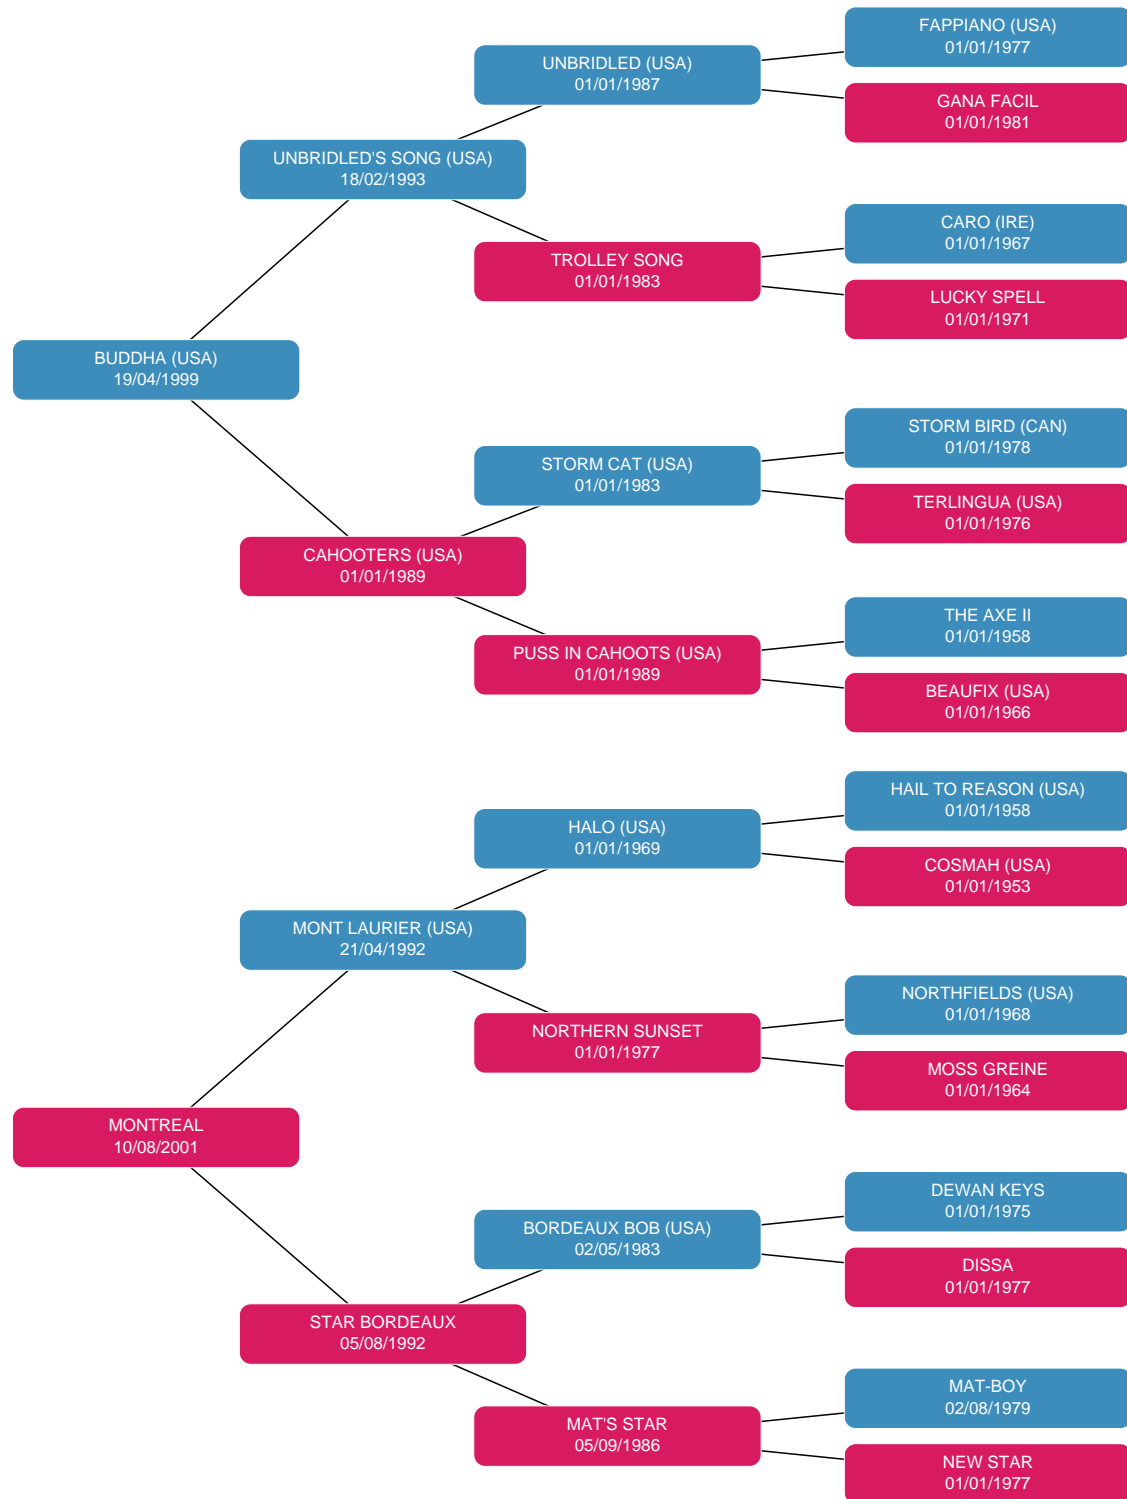 FAPPIANO (USA)
01/01/1977
UNBRIDLED (USA)
01/01/1987
GANA FACIL
01/01/1981
UNBRIDLED'S SONG (USA)
18/02/1993
CARO (IRE)
01/01/1967
TROLLEY SONG
01/01/1983
LUCKY SPELL
01/01/1971
BUDDHA (USA)
19/04/1999
STORM BIRD (CAN)
01/01/1978
STORM CAT (USA)
01/01/1983
TERLINGUA (USA)
01/01/1976
CAHOOTERS (USA)
01/01/1989
THE AXE II
01/01/1958
PUSS IN CAHOOTS (USA)
01/01/1989
BEAUFIX (USA)
01/01/1966
HAIL TO REASON (USA)
01/01/1958
HALO (USA)
01/01/1969
COSMAH (USA)
01/01/1953
MONT LAURIER (USA)
21/04/1992
NORTHFIELDS (USA)
01/01/1968
NORTHERN SUNSET
01/01/1977
MOSS GREINE
01/01/1964
MONTREAL
10/08/2001
DEWAN KEYS
01/01/1975
BORDEAUX BOB (USA)
02/05/1983
DISSA
01/01/1977
STAR BORDEAUX
05/08/1992
MAT-BOY
02/08/1979
MAT'S STAR
05/09/1986
NEW STAR
01/01/1977